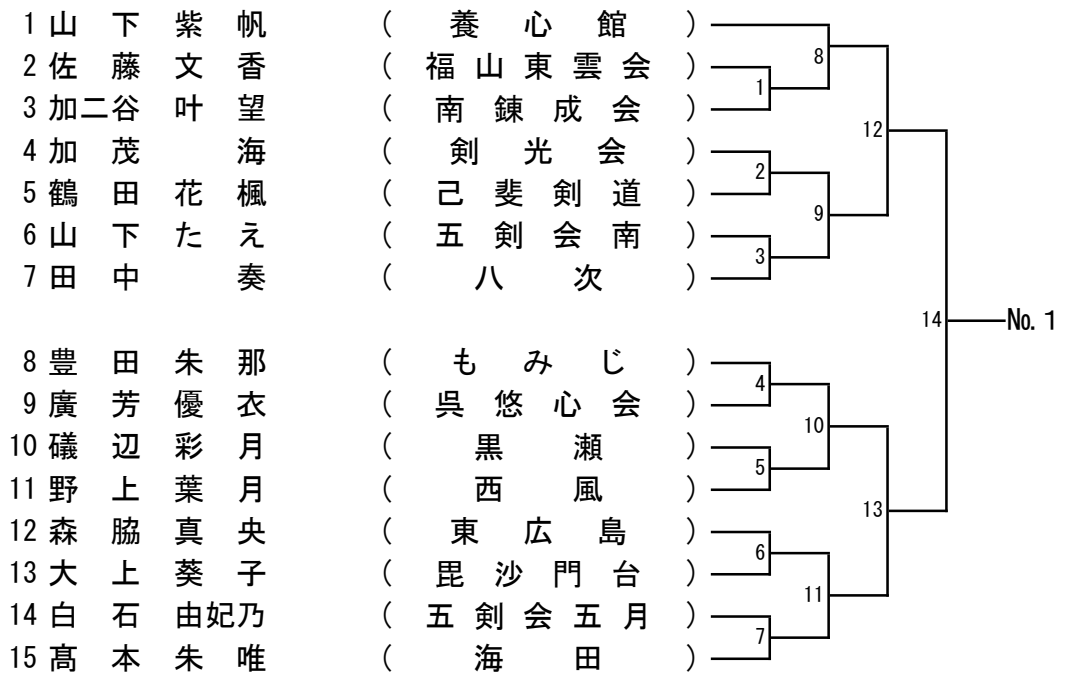 1 山下紫帆 ( 養心館 )
2 佐藤文香 ( 福山東雲会 )
3 加二谷叶望 ( 南錬成会 )
4 加茂海 ( 剣光会 )
5 鶴田花楓 ( 己斐剣道 )
6 山下たえ ( 五剣会南 )
7 田中奏 ( 八次 )
8 豊田朱那 ( もみじ )
9 廣芳優衣 ( 呉悠心会 )
10 礒辺彩月 ( 黒瀬 )
11 野上葉月 ( 西風 )
12 森脇真央 ( 東広島 )
13 大上葵子 ( 毘沙門台 )
14 白石由妃乃 ( 五剣会五月 )
15 髙本朱唯 ( 海田 )
8
1
12
2
9
3
14
№1
4
10
5
13
6
11
7